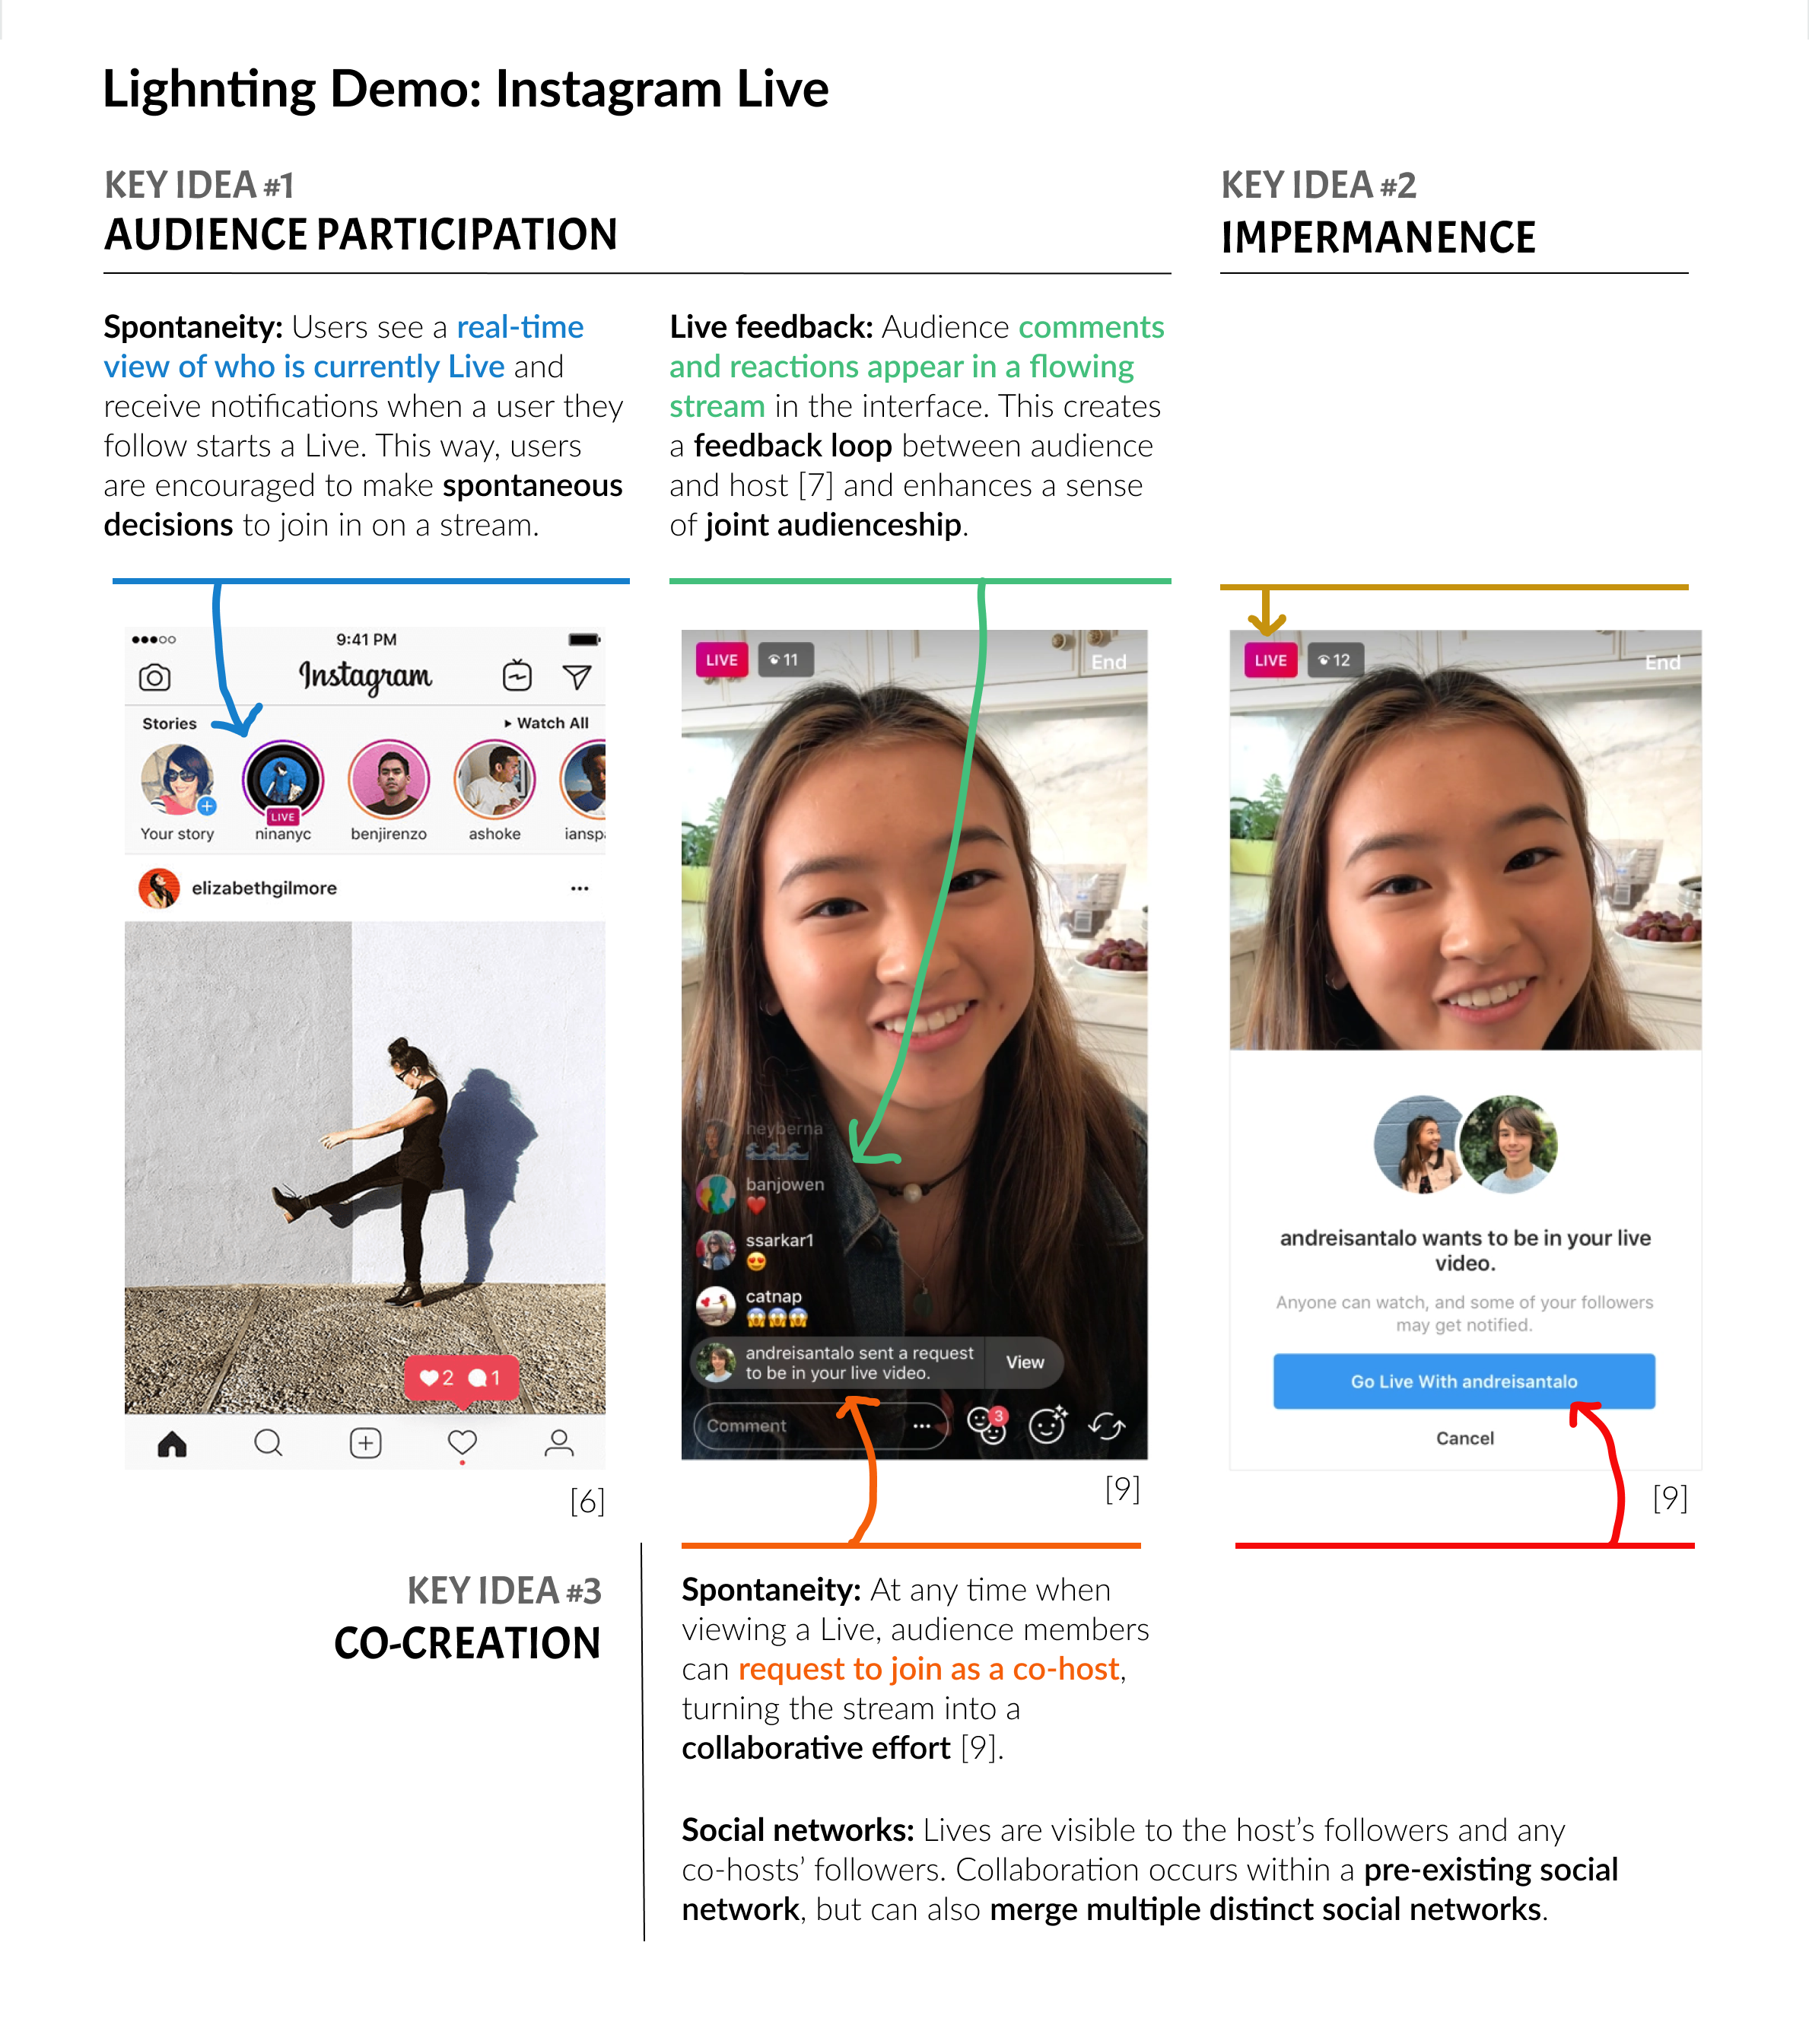 Lighnting Demo: Instagram Live
KEY IDEA #1
AUDIENCE PARTICIPATION
KEY IDEA #2
IMPERMANENCE
Spontaneity: Users see a real-time
view of who is currently Live and
receive notifications when a user they
follow starts a Live. This way, users
are encouraged to make spontaneous
decisions to join in on a stream.
Live feedback: Audience comments
and reactions appear in a flowing
stream in the interface. This creates
a feedback loop between audience
and host [7] and enhances a sense
of joint audienceship.
9:41 PM
Instagram
Stories
Watch All
LIVE
Your story
ninanyc
benjirenzo
ashoke
iansp
elizabethgilmore
2
1
[6]
LIVE
11
End
heyberna
banjowen
ssarkar1
catnap
andreisantalo sent a request
to be in your live video.
View
Comment
3
[9]
LIVE
12
End
andreisantalo wants to be in your live
video.
Anyone can watch, and some of your followers
may get notified.
Go Live With andreisantalo
Cancel
[9]
KEY IDEA #3
CO-CREATION
Spontaneity: At any time when
viewing a Live, audience members
can request to join as a co-host,
turning the stream into a
collaborative effort [9].
Social networks: Lives are visible to the host’s followers and any
co-hosts’ followers. Collaboration occurs within a pre-existing social
network, but can also merge multiple distinct social networks.